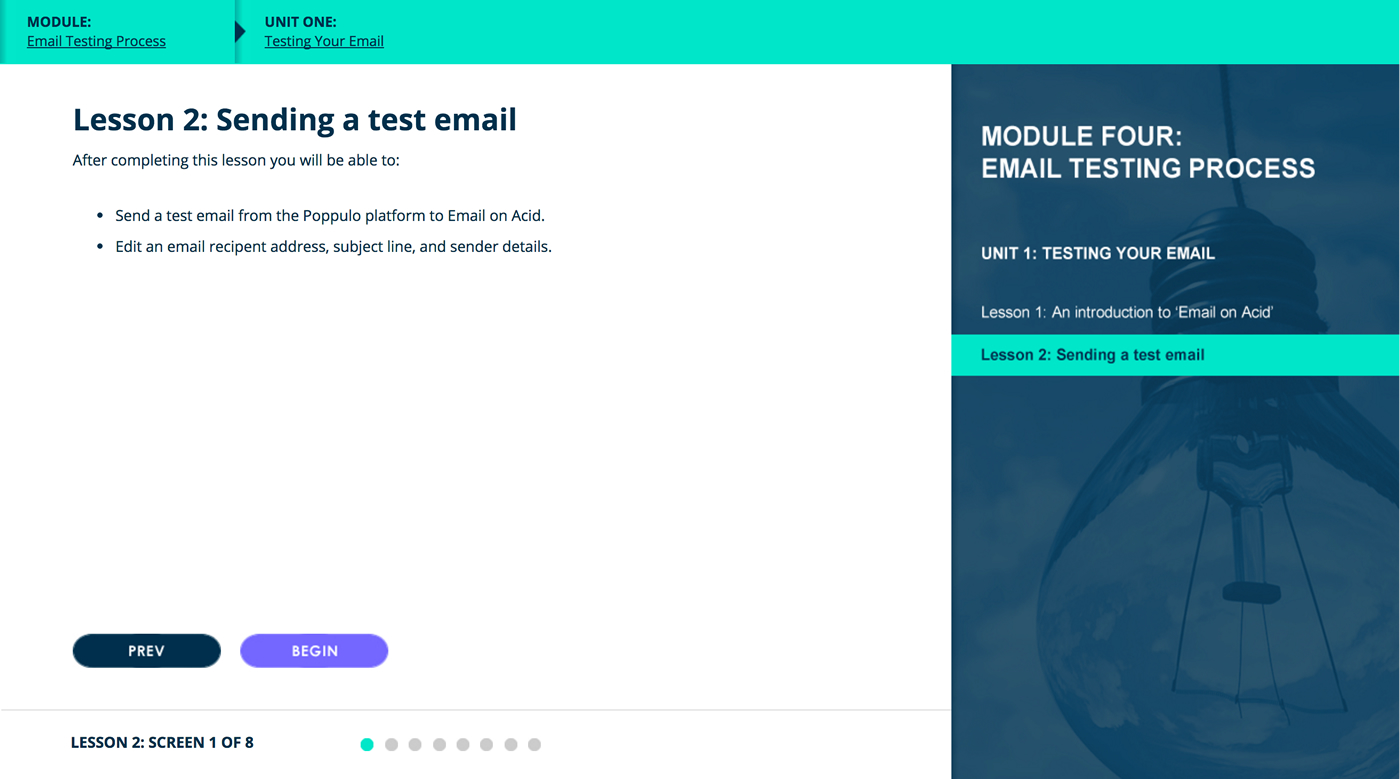 MODULE:
Email Testing Process
UNIT ONE:
Testing Your Email
Lesson 2: Sending a test email
After completing this lesson you will be able to:
• Send a test email from the Poppulo platform to Email on Acid.
• Edit an email recipent address, subject line, and sender details.
PREV
BEGIN
LESSON 2: SCREEN 1 OF 8
MODULE FOUR:
EMAIL TESTING PROCESS
UNIT 1: TESTING YOUR EMAIL
Lesson 1: An introduction to ‘Email on Acid’
Lesson 2: Sending a test email